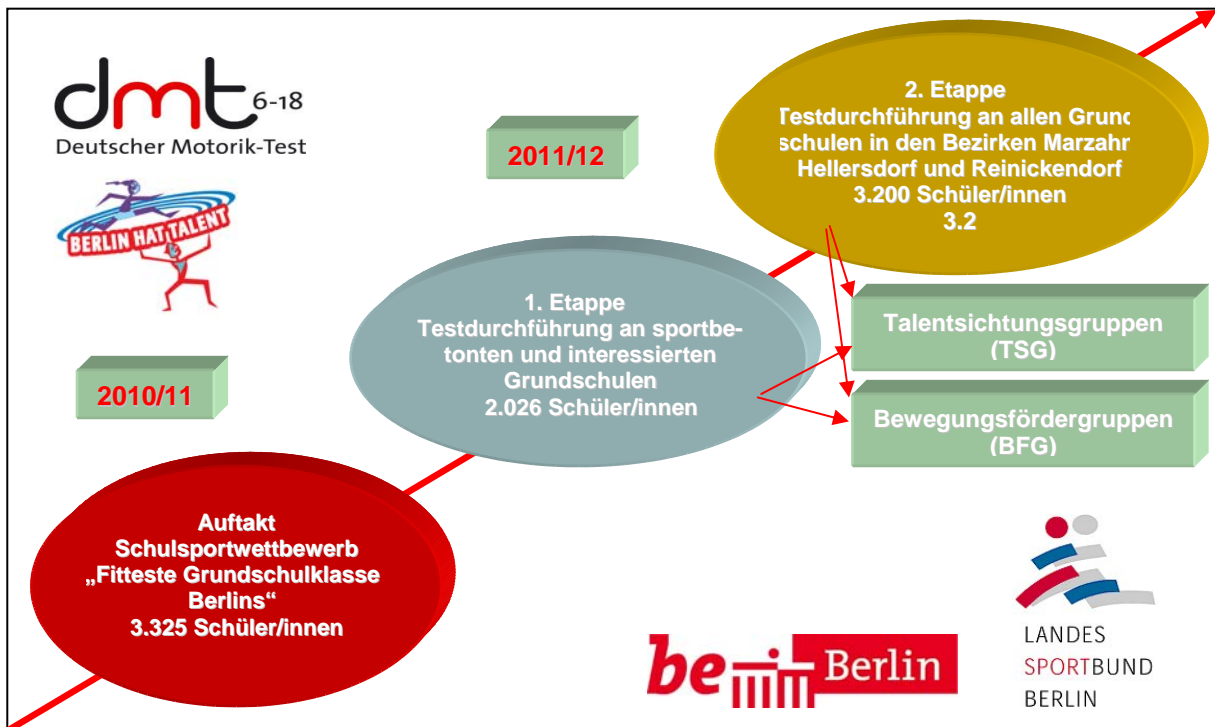 dmt 6-18
Deutscher Motorik-Test
BERLIN HAT TALENT
2010/11
2011/12
2. Etappe
Testdurchführung an allen Grund
schulen in den Bezirken Marzahn
Hellersdorf und Reinickendorf
3.200 Schüler/innen
3.2
1. Etappe
Testdurchführung an sportbe-
tonten und interessierten
Grundschulen
2.026 Schüler/innen
Talentsichtungsgruppen
(TSG)
Bewegungsfördergruppen
(BFG)
Auftakt
Schulsportwettbewerb
„Fitteste Grundschulklasse
Berlins“
3.325 Schüler/innen
be Berlin
LANDES
SPORTBUND
BERLIN